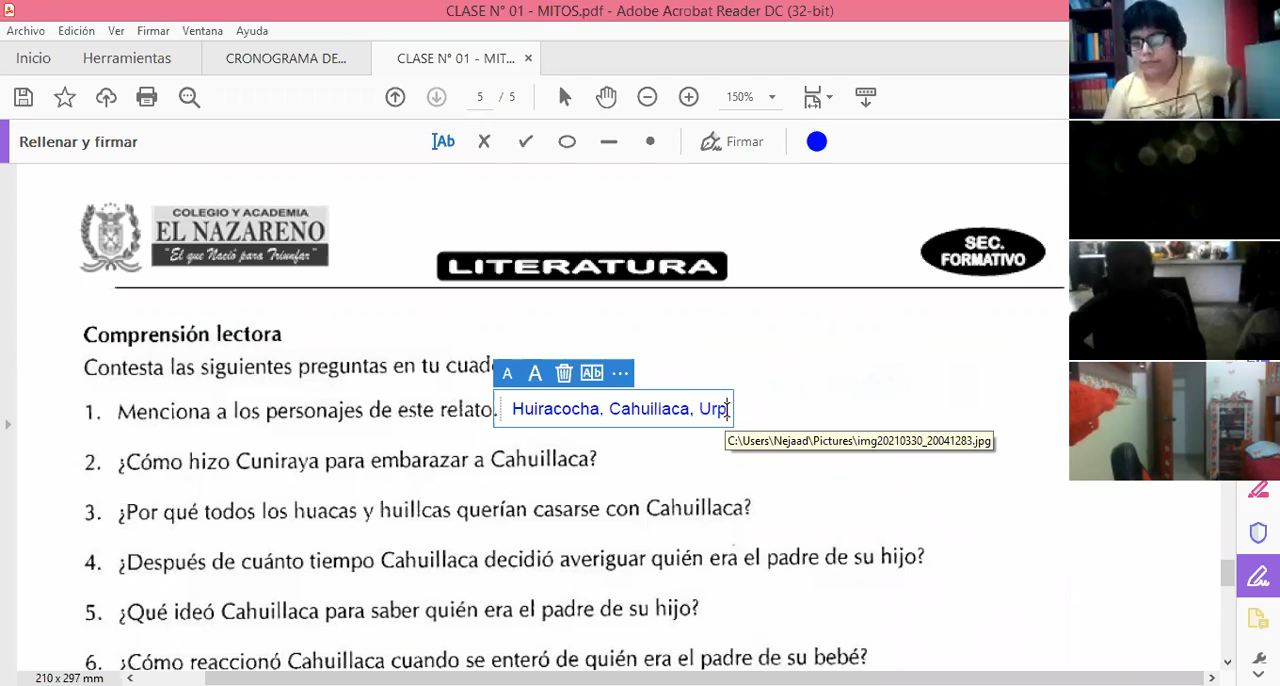 CLASE N° 01 - MITOS.pdf - Adobe Acrobat Reader DC (32-bit)
Archivo Edición Ver Firmar Ventana Ayuda
Inicio Herramientas CRONOGRAMA DE... CLASE N° 01 - MIT... ×
5 / 5 150%
Rellenar y firmar Ab Firmar
COLEGIO Y ACADEMIA
EL NAZARENO
"El que Nació para Triunfar"
LITERATURA
SEC.
FORMATIVO
Comprensión lectora
Contesta las siguientes preguntas en tu cuad
A A Ab ...
1. Menciona a los personajes de este relato. Huiracocha, Cahuillaca, Urp
C:\Users\Nejaad\Pictures\img20210330_20041283.jpg
2. ¿Cómo hizo Cuniraya para embarazar a Cahuillaca?
3. ¿Por qué todos los huacas y huillcas querían casarse con Cahuillaca?
4. ¿Después de cuánto tiempo Cahuillaca decidió averiguar quién era el padre de su hijo?
5. ¿Qué ideó Cahuillaca para saber quién era el padre de su hijo?
6. ¿Cómo reaccionó Cahuillaca cuando se enteró de quién era el padre de su bebé?
210 x 297 mm